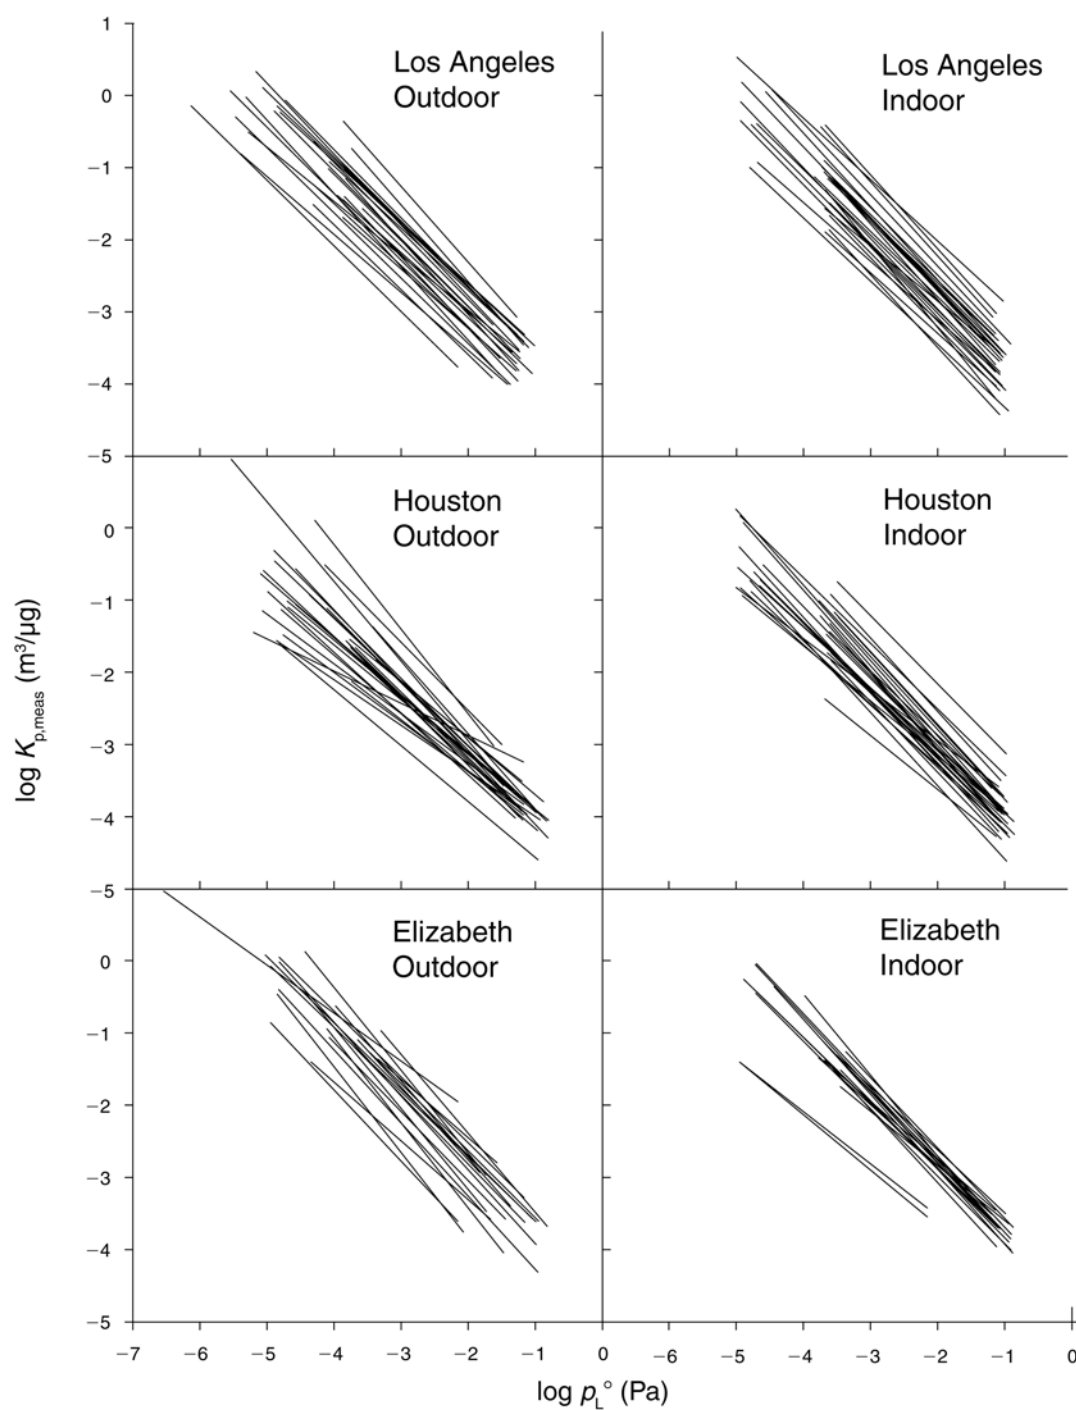 1
0
−1
−2
−3
−4
−5
Los Angeles
Outdoor
Los Angeles
Indoor
0
−1
−2
−3
−4
−5
Houston
Outdoor
Houston
Indoor
0
−1
−2
−3
−4
−5
Elizabeth
Outdoor
Elizabeth
Indoor
log Kp,meas (m³/µg)
−7 −6 −5 −4 −3 −2 −1 0 −6 −5 −4 −3 −2 −1 0
log pL° (Pa)